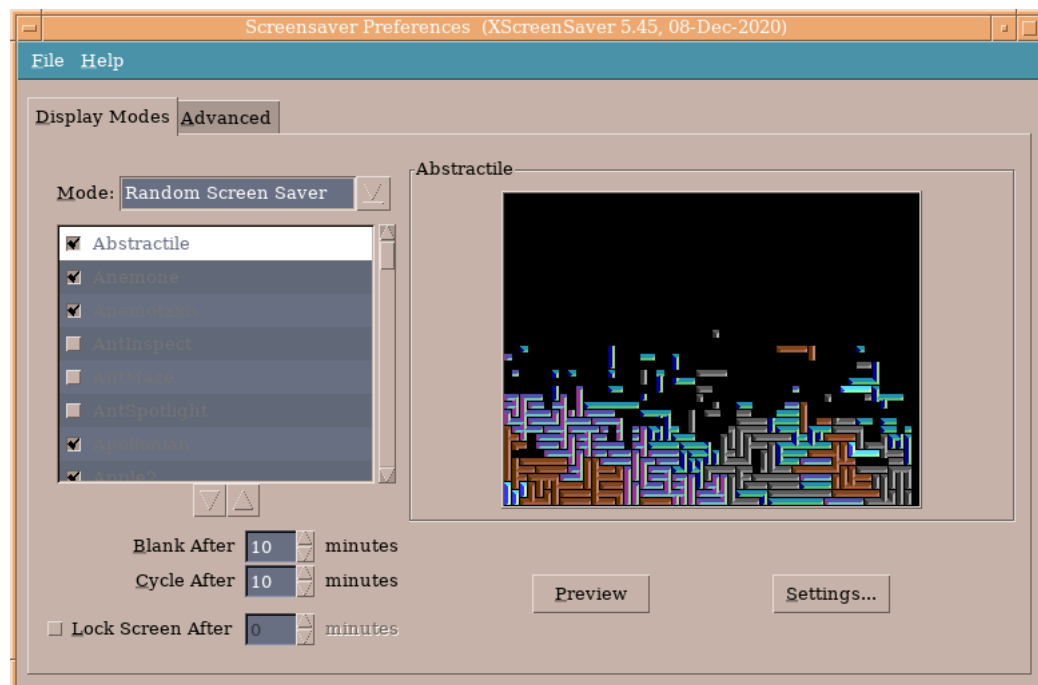 Screensaver Preferences (XScreenSaver 5.45, 08-Dec-2020)
File Help
Display Modes Advanced
Mode: Random Screen Saver
Abstractile
Abstractile
Anemone
Anemotaxis
AntInspect
AntMaze
AntSpotlight
Apollonian
Apple2
Blank After 10 minutes
Cycle After 10 minutes
Lock Screen After 0 minutes
Preview Settings...